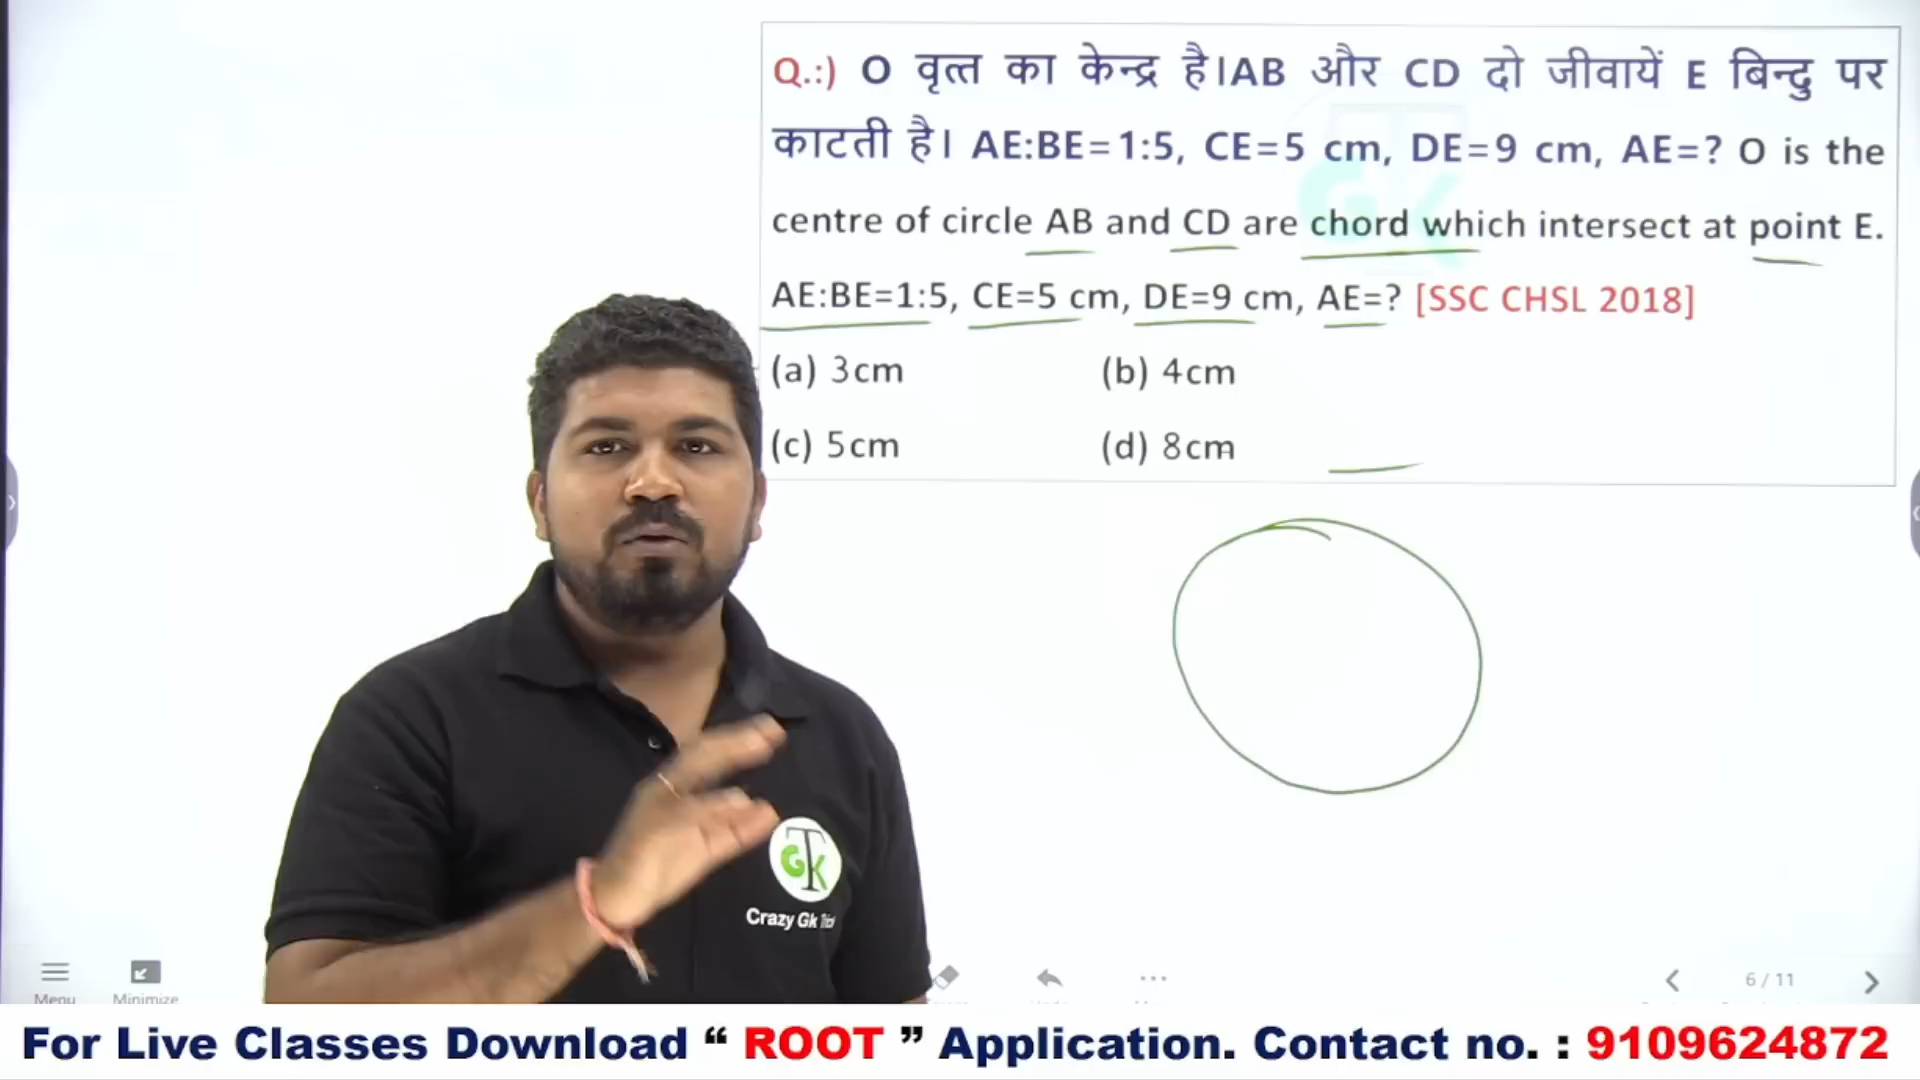 Q.:) O वृत्त का केन्द्र है।AB और CD दो जीवायें E बिन्दु पर
काटती है। AE:BE=1:5, CE=5 cm, DE=9 cm, AE=? O is the
centre of circle AB and CD are chord which intersect at point E.
AE:BE=1:5, CE=5 cm, DE=9 cm, AE=? [SSC CHSL 2018]
(a) 3cm (b) 4cm
(c) 5cm (d) 8cm
GTK
Crazy Gk
Menu Minimize
6 / 11
For Live Classes Download “ ROOT ” Application. Contact no. : 9109624872